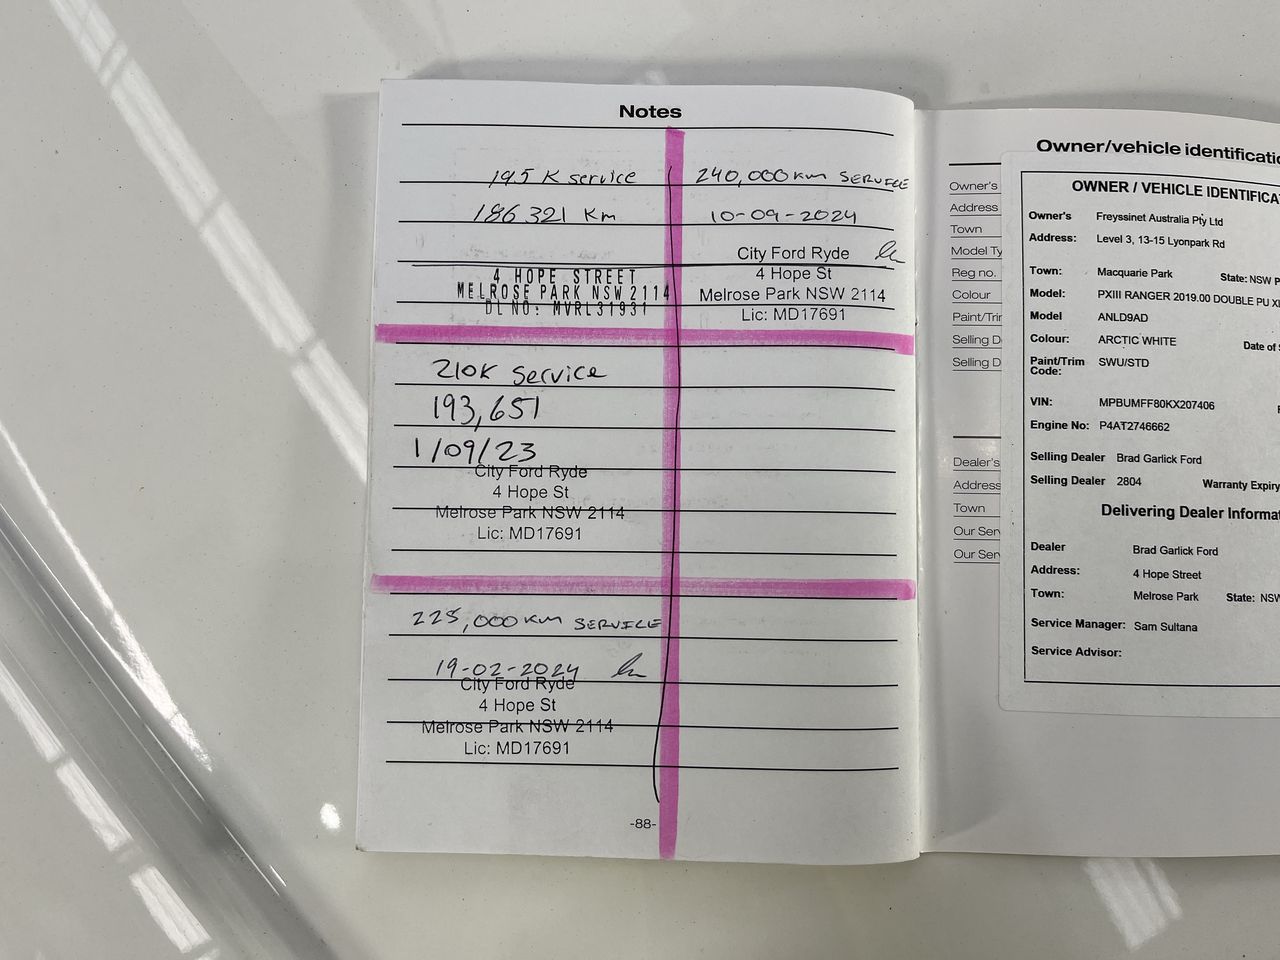 Notes
195 K service
186 321 Km
4 HOPE STREET
MELROSE PARK NSW 2114
DL NO: MVRL31931
240,000 KM SERVICE
10-09-2024
City Ford Ryde
4 Hope St
Melrose Park NSW 2114
Lic: MD17691
210K Service
193,651
1/09/23
City Ford Ryde
4 Hope St
Melrose Park NSW 2114
Lic: MD17691
225,000 KM SERVICE
19-02-2024
City Ford Ryde
4 Hope St
Melrose Park NSW 2114
Lic: MD17691
-88-
Owner/vehicle identificatio
Owner's
Address
Town
Model Ty
Reg no.
Colour
Paint/Trir
Selling D
Selling D
Dealer's
Address
Town
Our Ser
Our Ser
OWNER / VEHICLE IDENTIFICA
Owner's Freyssinet Australia Pty Ltd
Address: Level 3, 13-15 Lyonpark Rd
Town: Macquarie Park State: NSW P
Model: PXIII RANGER 2019.00 DOUBLE PU X
Model ANLD9AD
Colour: ARCTIC WHITE Date of
Paint/Trim SWU/STD
Code:
VIN: MPBUMFF80KX207406
Engine No: P4AT2746662
Selling Dealer Brad Garlick Ford
Selling Dealer 2804 Warranty Expiry
Delivering Dealer Informa
Dealer Brad Garlick Ford
Address: 4 Hope Street
Town: Melrose Park State: NSW
Service Manager: Sam Sultana
Service Advisor: